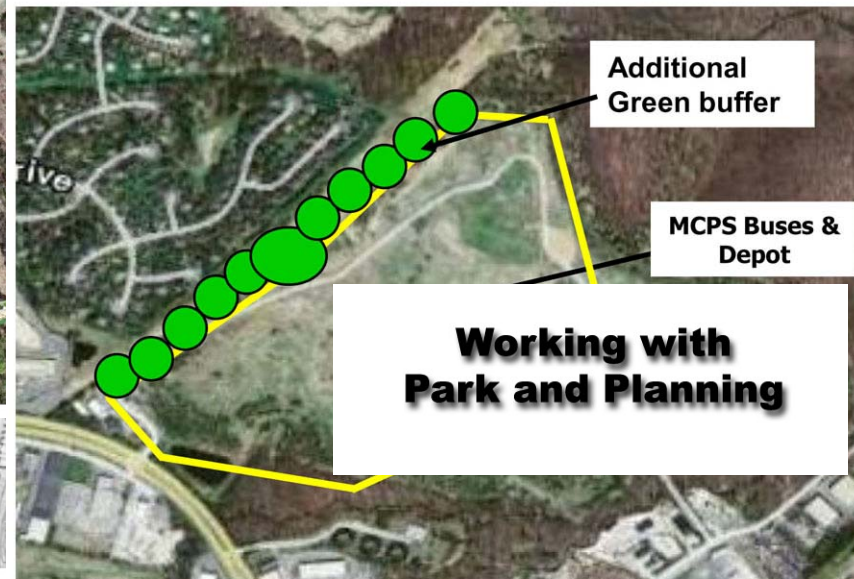 Additional
Green buffer
rive
MCPS Buses &
Depot
Working with
Park and Planning